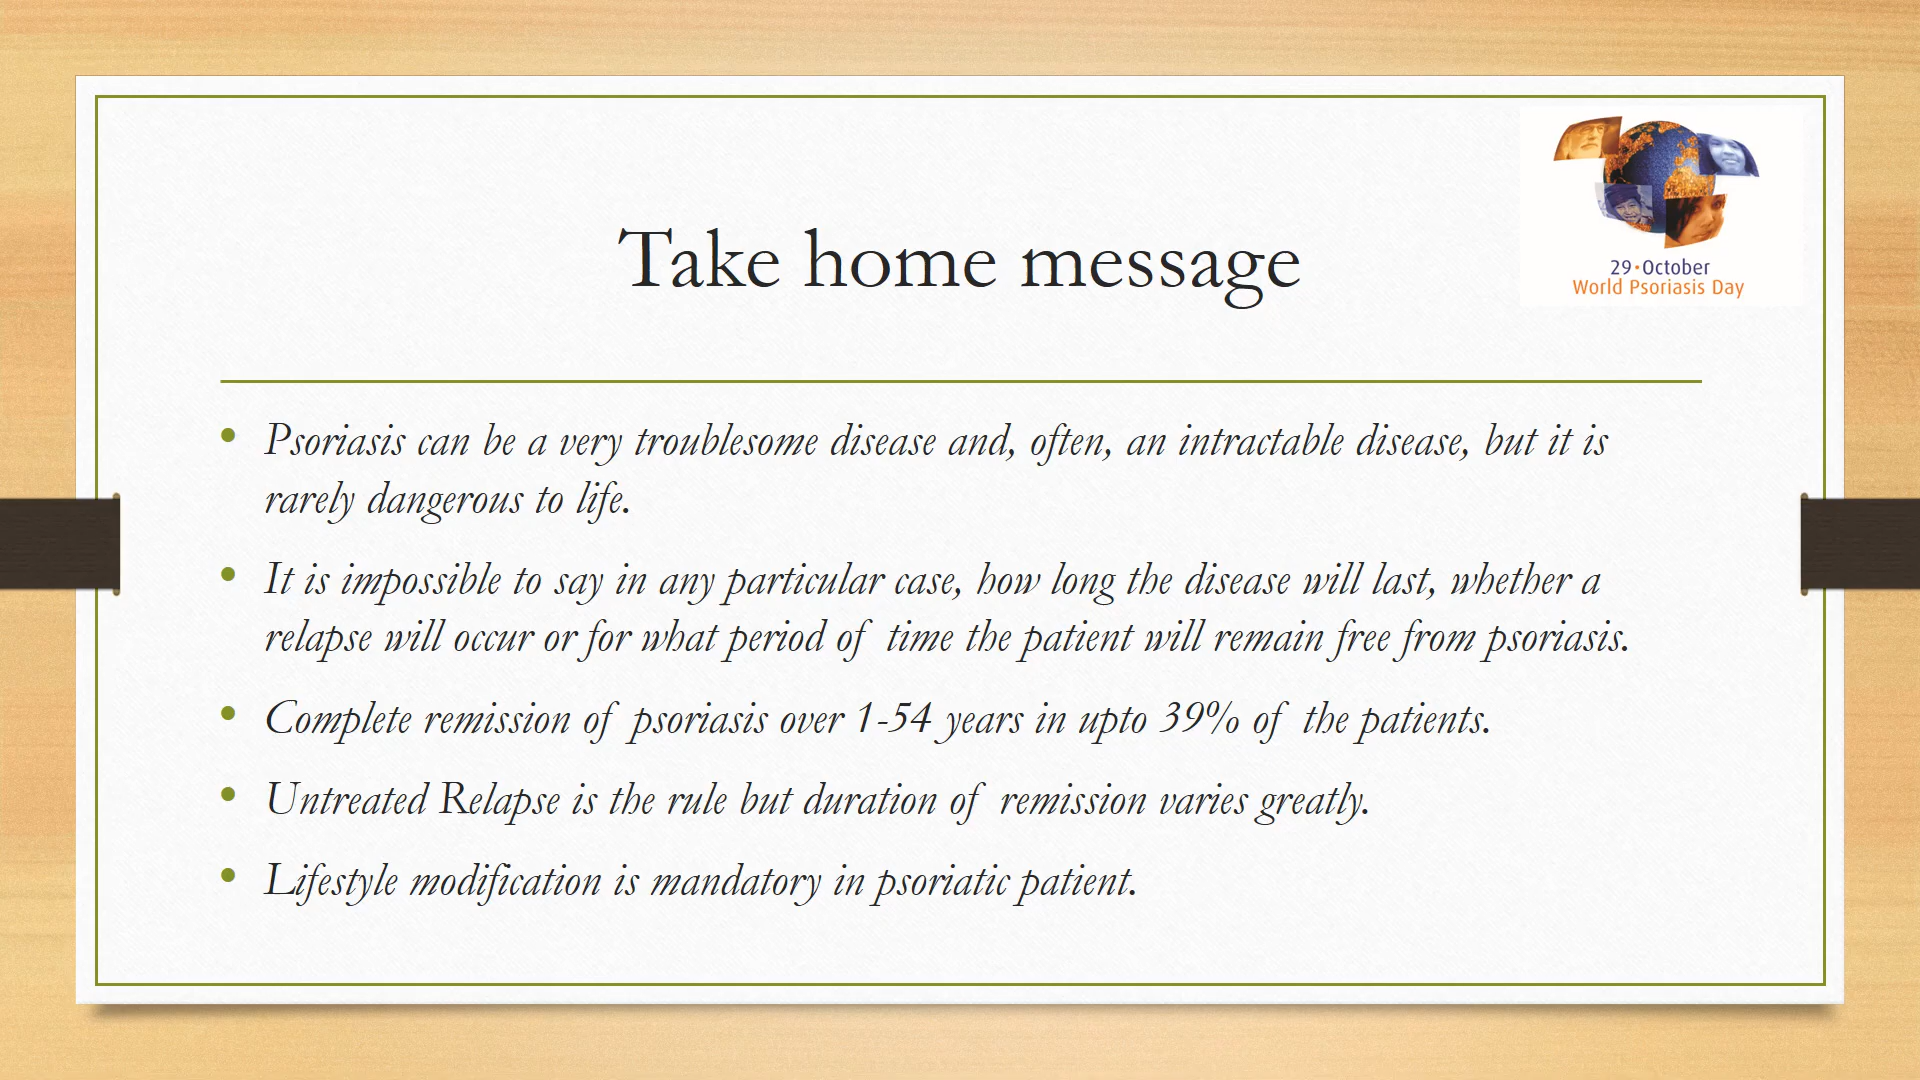 Take home message
29·October
World Psoriasis Day
• Psoriasis can be a very troublesome disease and, often, an intractable disease, but it is
rarely dangerous to life.
• It is impossible to say in any particular case, how long the disease will last, whether a
relapse will occur or for what period of time the patient will remain free from psoriasis.
• Complete remission of psoriasis over 1-54 years in upto 39% of the patients.
• Untreated Relapse is the rule but duration of remission varies greatly.
• Lifestyle modification is mandatory in psoriatic patient.